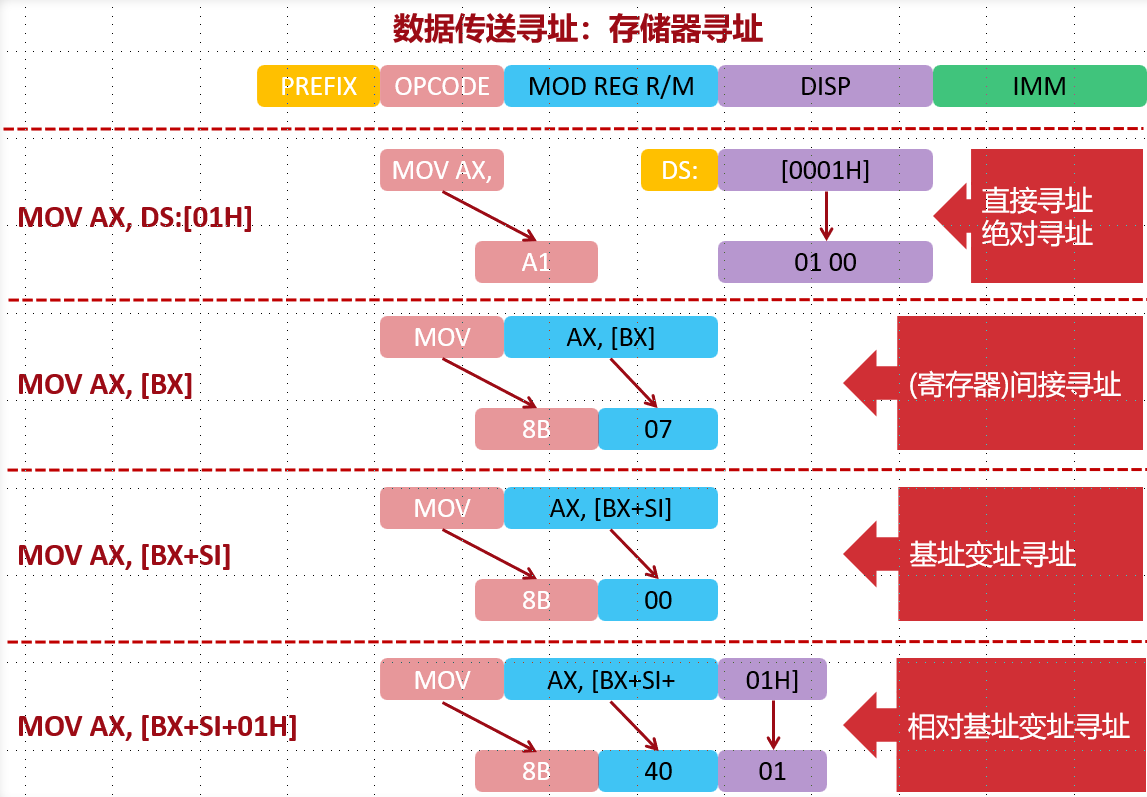 数据传送寻址：存储器寻址
PREFIX OPCODE MOD REG R/M DISP IMM
MOV AX, DS: [0001H]
MOV AX, DS:[01H]
直接寻址
绝对寻址
A1 01 00
MOV AX, [BX]
MOV AX, [BX]
(寄存器)间接寻址
8B 07
MOV AX, [BX+SI]
MOV AX, [BX+SI]
基址变址寻址
8B 00
MOV AX, [BX+SI+ 01H]
MOV AX, [BX+SI+01H]
相对基址变址寻址
8B 40 01